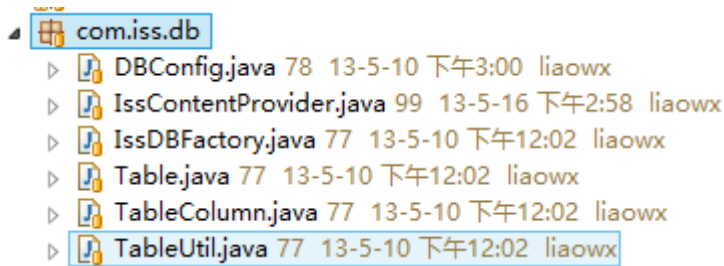 com.iss.db
DBConfig.java 78 13-5-10 下午3:00 liaowx
IssContentProvider.java 99 13-5-16 下午2:58 liaowx
IssDBFactory.java 77 13-5-10 下午12:02 liaowx
Table.java 77 13-5-10 下午12:02 liaowx
TableColumn.java 77 13-5-10 下午12:02 liaowx
TableUtil.java 77 13-5-10 下午12:02 liaowx